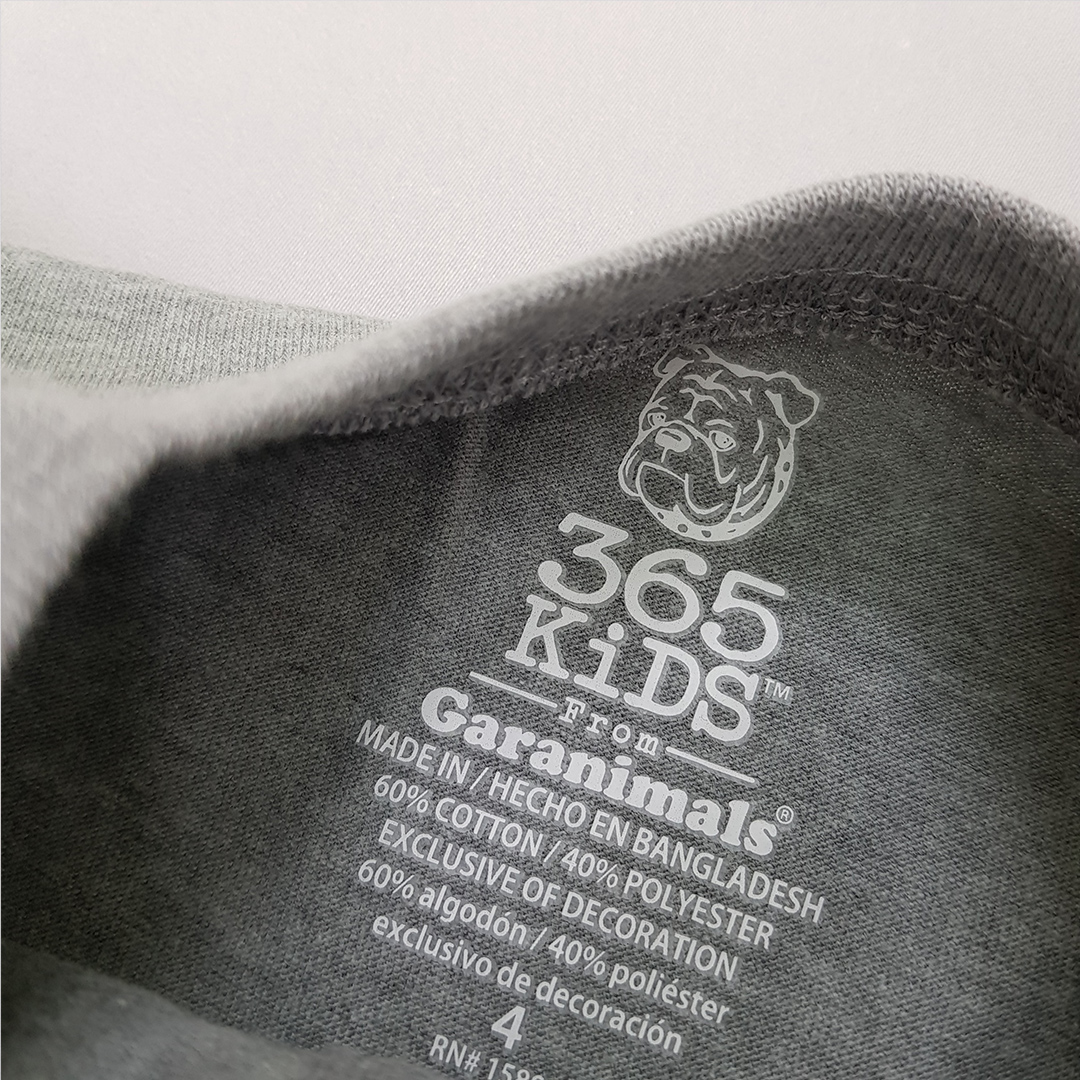 365
KiDS™
From
Garanimals®
MADE IN / HECHO EN BANGLADESH
60% COTTON / 40% POLYESTER
EXCLUSIVE OF DECORATION
60% algodón / 40% poliéster
exclusivo de decoración
4
RN#